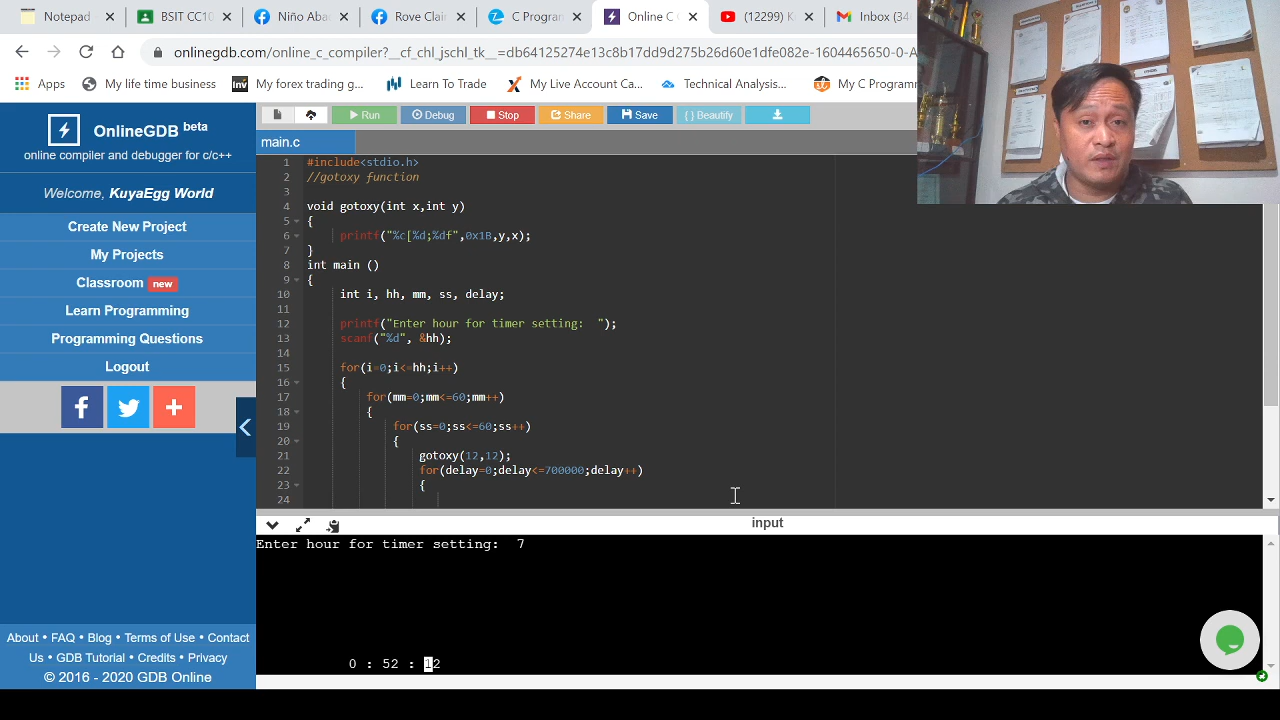 Notepad
BSIT CC1
Niño Aba
Rove Clai
C Program
Online C
(12299) K
Inbox (34
onlinegdb.com/online_c_compiler?__cf_chl_jschl_tk__=db64125274e13c8b17dd9d275b26d60e1dfe082e-1604465650-0-A
Apps
My life time business
My forex trading g...
Learn To Trade
My Live Account Ca...
Technical Analysis...
My C Program
OnlineGDB beta
online compiler and debugger for c/c++
Welcome, KuyaEgg World
Create New Project
My Projects
Classroom new
Learn Programming
Programming Questions
Logout
About • FAQ • Blog • Terms of Use • Contact
Us • GDB Tutorial • Credits • Privacy
© 2016 - 2020 GDB Online
Run
Debug
Stop
Share
Save
{ } Beautify
main.c
1 #include<stdio.h>
2 //gotoxy function
3
4 void gotoxy(int x,int y)
5 {
6 printf("%c[%d;%df",0x1B,y,x);
7 }
8 int main ()
9 {
10 int i, hh, mm, ss, delay;
11
12 printf("Enter hour for timer setting:  ");
13 scanf("%d", &hh);
14
15 for(i=0;i<=hh;i++)
16 {
17 for(mm=0;mm<=60;mm++)
18 {
19 for(ss=0;ss<=60;ss++)
20 {
21 gotoxy(12,12);
22 for(delay=0;delay<=700000;delay++)
23 {
24
input
Enter hour for timer setting:  7
0 : 52 : 12